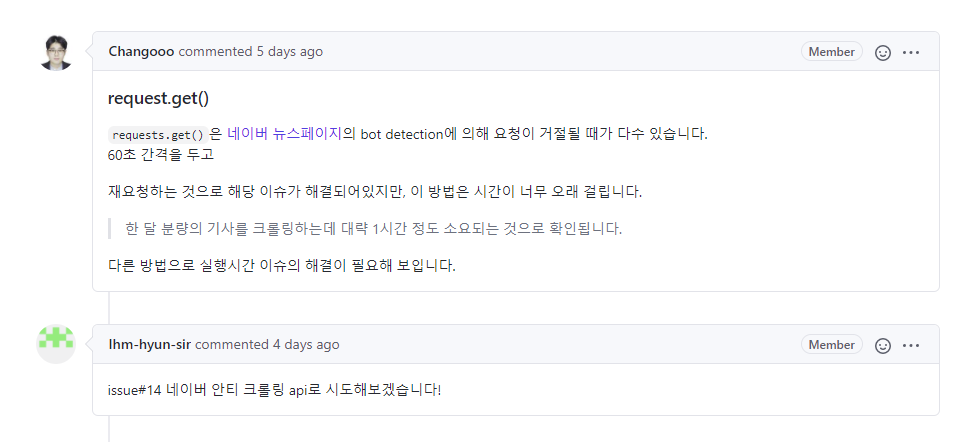 Changooo commented 5 days ago
Member
request.get()
requests.get() 은 네이버 뉴스페이지의 bot detection에 의해 요청이 거절될 때가 다수 있습니다.
60초 간격을 두고
재요청하는 것으로 해당 이슈가 해결되어있지만, 이 방법은 시간이 너무 오래 걸립니다.
한 달 분량의 기사를 크롤링하는데 대략 1시간 정도 소요되는 것으로 확인됩니다.
다른 방법으로 실행시간 이슈의 해결이 필요해 보입니다.
lhm-hyun-sir commented 4 days ago
Member
issue#14 네이버 안티 크롤링 api로 시도해보겠습니다!